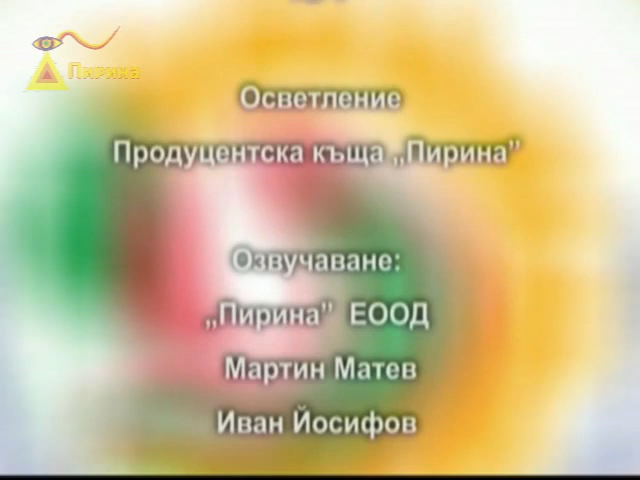 Пирина
Осветление
Продуцентска къща „Пирина”
Озвучаване:
„Пирина” ЕООД
Мартин Матев
Иван Йосифов